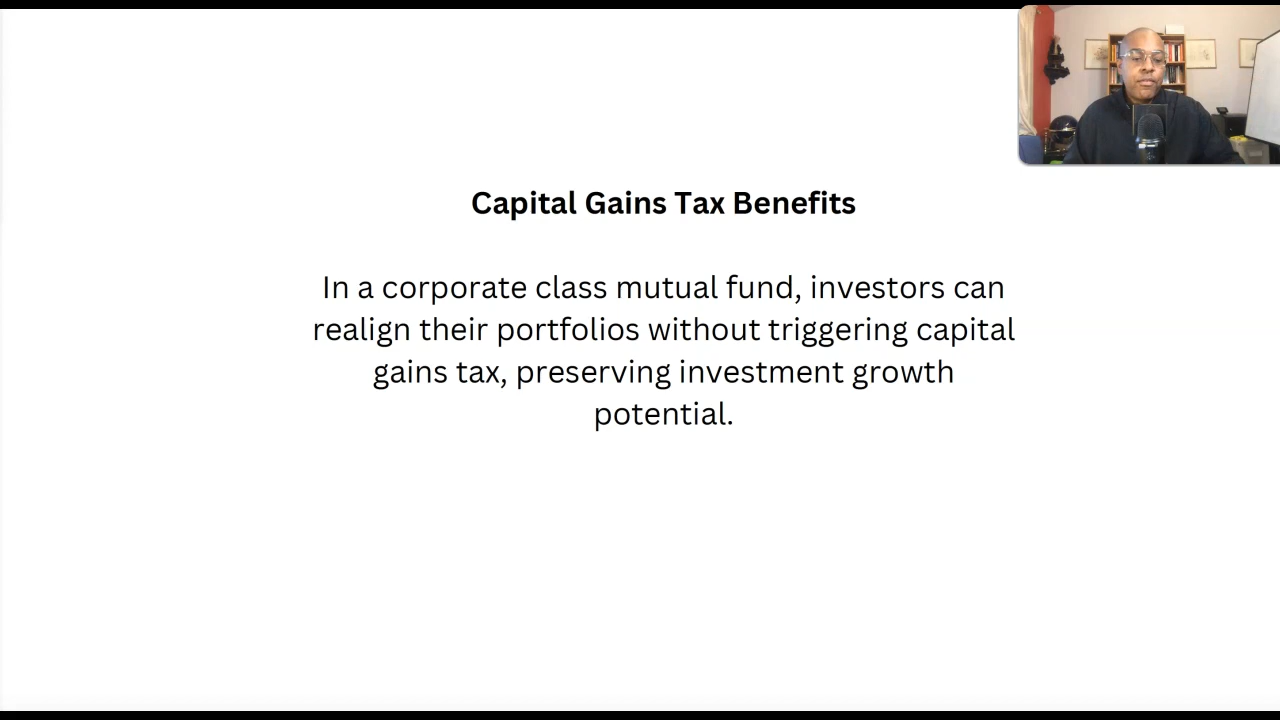 Capital Gains Tax Benefits
In a corporate class mutual fund, investors can
realign their portfolios without triggering capital
gains tax, preserving investment growth
potential.